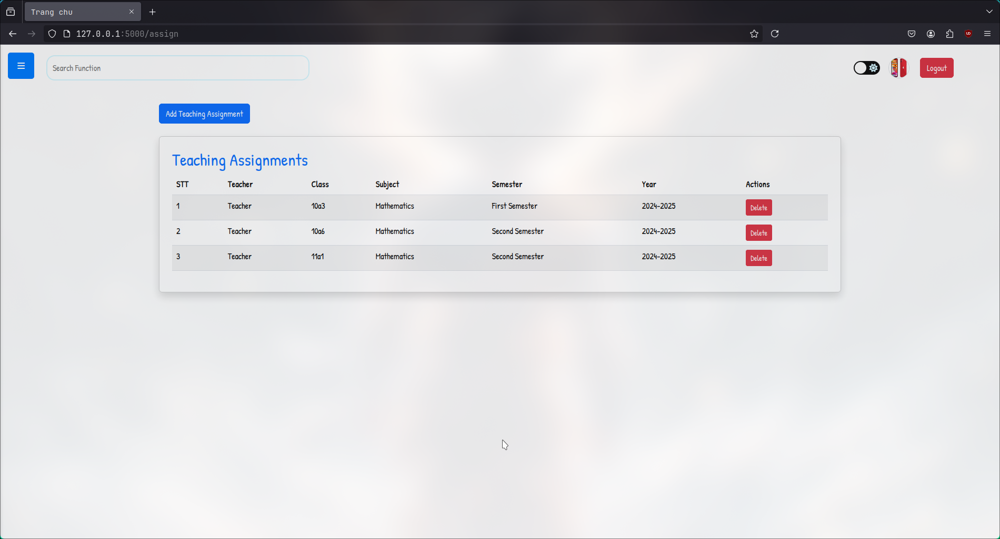 Trang chu
127.0.0.1:5000/assign
Search Function
Logout
Add Teaching Assignment
Teaching Assignments
STT Teacher Class Subject Semester Year Actions
1 Teacher 10a3 Mathematics First Semester 2024-2025 Delete
2 Teacher 10a6 Mathematics Second Semester 2024-2025 Delete
3 Teacher 11a1 Mathematics Second Semester 2024-2025 Delete